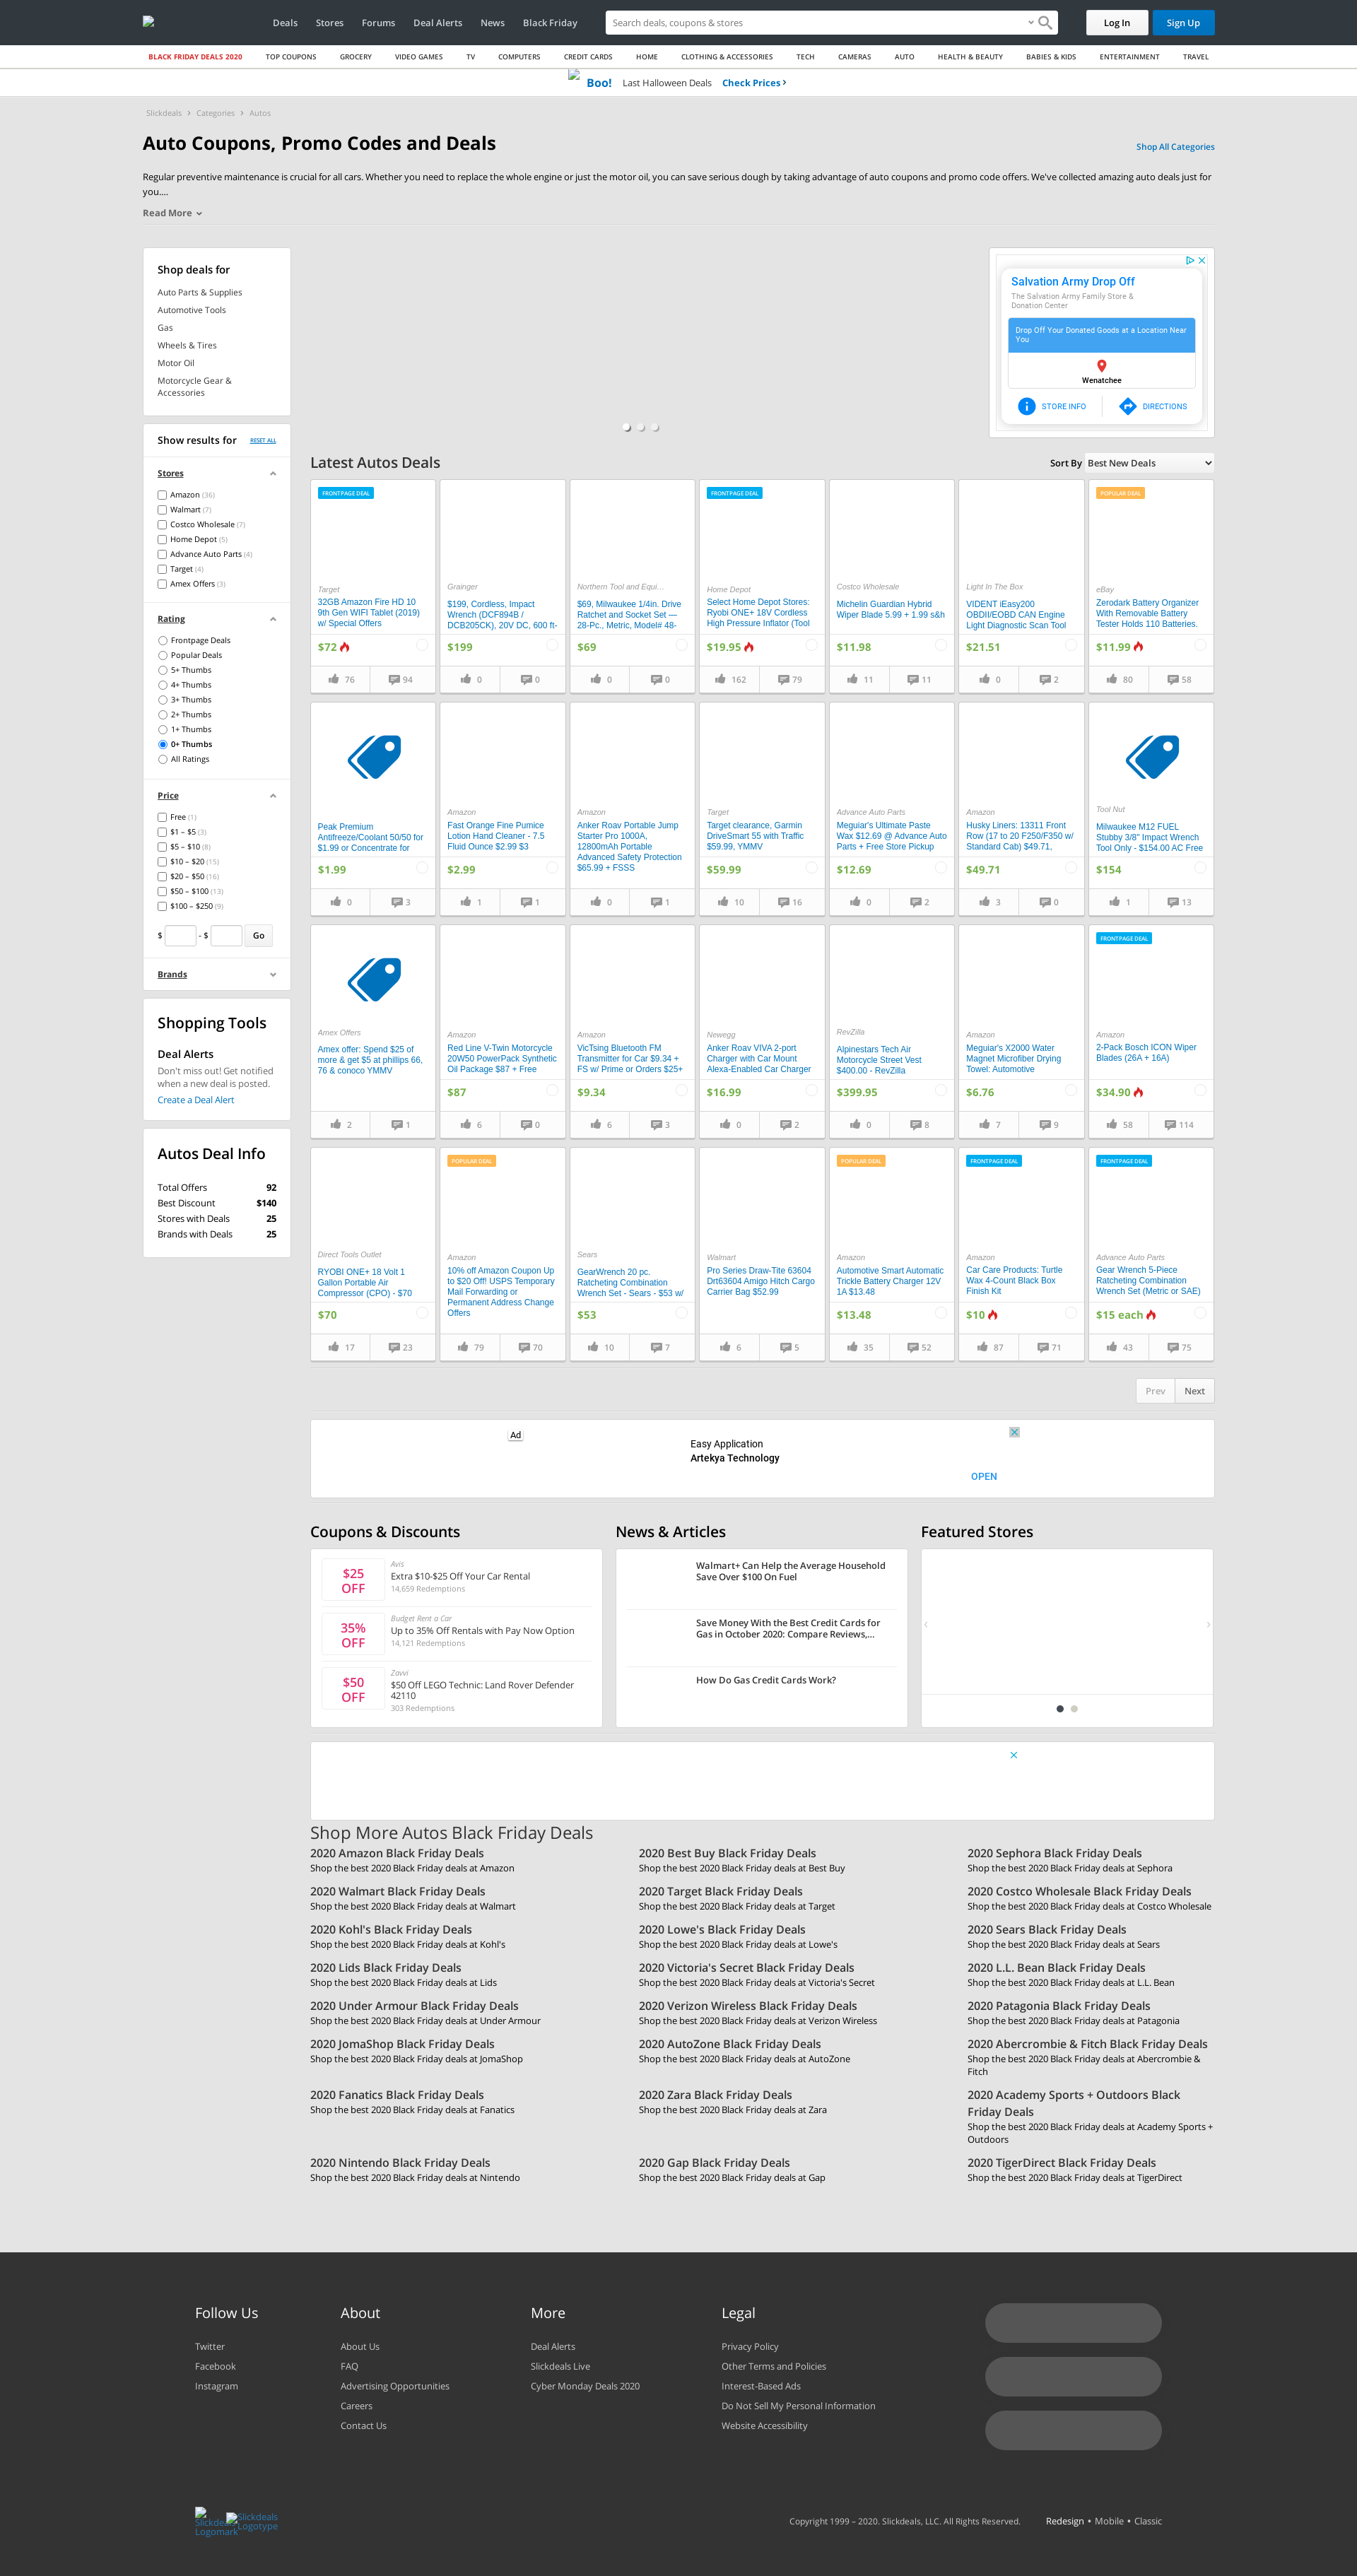 Deals Stores Forums Deal Alerts News Black Friday
Search deals, coupons & stores
Log In
Sign Up
BLACK FRIDAY DEALS 2020 TOP COUPONS GROCERY VIDEO GAMES TV COMPUTERS CREDIT CARDS HOME CLOTHING & ACCESSORIES TECH CAMERAS AUTO HEALTH & BEAUTY BABIES & KIDS ENTERTAINMENT TRAVEL
Boo! Last Halloween Deals Check Prices
Slickdeals Categories Autos
Auto Coupons, Promo Codes and Deals
Shop All Categories
Regular preventive maintenance is crucial for all cars. Whether you need to replace the whole engine or just the motor oil, you can save serious dough by taking advantage of auto coupons and promo code offers. We've collected amazing auto deals just for
you....
Read More
Shop deals for
Auto Parts & Supplies
Automotive Tools
Gas
Wheels & Tires
Motor Oil
Motorcycle Gear &
Accessories
Show results for RESET ALL
Stores
Amazon (36)
Walmart (7)
Costco Wholesale (7)
Home Depot (5)
Advance Auto Parts (4)
Target (4)
Amex Offers (3)
Rating
Frontpage Deals
Popular Deals
5+ Thumbs
4+ Thumbs
3+ Thumbs
2+ Thumbs
1+ Thumbs
0+ Thumbs
All Ratings
Price
Free (1)
$1 – $5 (3)
$5 – $10 (8)
$10 – $20 (15)
$20 – $50 (16)
$50 – $100 (13)
$100 – $250 (9)
$ - $ Go
Brands
Shopping Tools
Deal Alerts
Don't miss out! Get notified
when a new deal is posted.
Create a Deal Alert
Autos Deal Info
Total Offers 92
Best Discount $140
Stores with Deals 25
Brands with Deals 25
Salvation Army Drop Off
The Salvation Army Family Store &
Donation Center
Drop Off Your Donated Goods at a Location Near
You
Wenatchee
STORE INFO
DIRECTIONS
Latest Autos Deals
Sort By Best New Deals
FRONTPAGE DEAL
Target
32GB Amazon Fire HD 10
9th Gen WIFI Tablet (2019)
w/ Special Offers
$72
76 94
Grainger
$199, Cordless, Impact
Wrench (DCF894B /
DCB205CK), 20V DC, 600 ft-
$199
0 0
Northern Tool and Equi...
$69, Milwaukee 1/4in. Drive
Ratchet and Socket Set —
28-Pc., Metric, Model# 48-
$69
0 0
FRONTPAGE DEAL
Home Depot
Select Home Depot Stores:
Ryobi ONE+ 18V Cordless
High Pressure Inflator (Tool
$19.95
162 79
Costco Wholesale
Michelin Guardian Hybrid
Wiper Blade 5.99 + 1.99 s&h
$11.98
11 11
Light In The Box
VIDENT iEasy200
OBDII/EOBD CAN Engine
Light Diagnostic Scan Tool
$21.51
0 2
POPULAR DEAL
eBay
Zerodark Battery Organizer
With Removable Battery
Tester Holds 110 Batteries.
$11.99
80 58
Peak Premium
Antifreeze/Coolant 50/50 for
$1.99 or Concentrate for
$1.99
0 3
Amazon
Fast Orange Fine Pumice
Lotion Hand Cleaner - 7.5
Fluid Ounce $2.99 $3
$2.99
1 1
Amazon
Anker Roav Portable Jump
Starter Pro 1000A,
12800mAh Portable
Advanced Safety Protection
$65.99 + FSSS
0 1
Target
Target clearance, Garmin
DriveSmart 55 with Traffic
$59.99, YMMV
$59.99
10 16
Advance Auto Parts
Meguiar's Ultimate Paste
Wax $12.69 @ Advance Auto
Parts + Free Store Pickup
$12.69
0 2
Amazon
Husky Liners: 13311 Front
Row (17 to 20 F250/F350 w/
Standard Cab) $49.71,
$49.71
3 0
Tool Nut
Milwaukee M12 FUEL
Stubby 3/8" Impact Wrench
Tool Only - $154.00 AC Free
$154
1 13
Amex Offers
Amex offer: Spend $25 of
more & get $5 at phillips 66,
76 & conoco YMMV
2 1
Amazon
Red Line V-Twin Motorcycle
20W50 PowerPack Synthetic
Oil Package $87 + Free
$87
6 0
Amazon
VicTsing Bluetooth FM
Transmitter for Car $9.34 +
FS w/ Prime or Orders $25+
$9.34
6 3
Newegg
Anker Roav VIVA 2-port
Charger with Car Mount
Alexa-Enabled Car Charger
$16.99
0 2
RevZilla
Alpinestars Tech Air
Motorcycle Street Vest
$400.00 - RevZilla
$399.95
0 8
Amazon
Meguiar's X2000 Water
Magnet Microfiber Drying
Towel: Automotive
$6.76
7 9
FRONTPAGE DEAL
Amazon
2-Pack Bosch ICON Wiper
Blades (26A + 16A)
$34.90
58 114
Direct Tools Outlet
RYOBI ONE+ 18 Volt 1
Gallon Portable Air
Compressor (CPO) - $70
$70
17 23
POPULAR DEAL
Amazon
10% off Amazon Coupon Up
to $20 Off! USPS Temporary
Mail Forwarding or
Permanent Address Change
Offers
79 70
Sears
GearWrench 20 pc.
Ratcheting Combination
Wrench Set - Sears - $53 w/
$53
10 7
Walmart
Pro Series Draw-Tite 63604
Drt63604 Amigo Hitch Cargo
Carrier Bag $52.99
6 5
POPULAR DEAL
Amazon
Automotive Smart Automatic
Trickle Battery Charger 12V
1A $13.48
$13.48
35 52
FRONTPAGE DEAL
Amazon
Car Care Products: Turtle
Wax 4-Count Black Box
Finish Kit
$10
87 71
FRONTPAGE DEAL
Advance Auto Parts
Gear Wrench 5-Piece
Ratcheting Combination
Wrench Set (Metric or SAE)
$15 each
43 75
Prev Next
Ad
Easy Application
Artekya Technology
OPEN
Coupons & Discounts
$25
OFF
Avis
Extra $10-$25 Off Your Car Rental
14,659 Redemptions
35%
OFF
Budget Rent a Car
Up to 35% Off Rentals with Pay Now Option
14,121 Redemptions
$50
OFF
Zavvi
$50 Off LEGO Technic: Land Rover Defender
42110
303 Redemptions
News & Articles
Walmart+ Can Help the Average Household
Save Over $100 On Fuel
Save Money With the Best Credit Cards for
Gas in October 2020: Compare Reviews,...
How Do Gas Credit Cards Work?
Featured Stores
Shop More Autos Black Friday Deals
2020 Amazon Black Friday Deals
Shop the best 2020 Black Friday deals at Amazon
2020 Best Buy Black Friday Deals
Shop the best 2020 Black Friday deals at Best Buy
2020 Sephora Black Friday Deals
Shop the best 2020 Black Friday deals at Sephora
2020 Walmart Black Friday Deals
Shop the best 2020 Black Friday deals at Walmart
2020 Target Black Friday Deals
Shop the best 2020 Black Friday deals at Target
2020 Costco Wholesale Black Friday Deals
Shop the best 2020 Black Friday deals at Costco Wholesale
2020 Kohl's Black Friday Deals
Shop the best 2020 Black Friday deals at Kohl's
2020 Lowe's Black Friday Deals
Shop the best 2020 Black Friday deals at Lowe's
2020 Sears Black Friday Deals
Shop the best 2020 Black Friday deals at Sears
2020 Lids Black Friday Deals
Shop the best 2020 Black Friday deals at Lids
2020 Victoria's Secret Black Friday Deals
Shop the best 2020 Black Friday deals at Victoria's Secret
2020 L.L. Bean Black Friday Deals
Shop the best 2020 Black Friday deals at L.L. Bean
2020 Under Armour Black Friday Deals
Shop the best 2020 Black Friday deals at Under Armour
2020 Verizon Wireless Black Friday Deals
Shop the best 2020 Black Friday deals at Verizon Wireless
2020 Patagonia Black Friday Deals
Shop the best 2020 Black Friday deals at Patagonia
2020 JomaShop Black Friday Deals
Shop the best 2020 Black Friday deals at JomaShop
2020 AutoZone Black Friday Deals
Shop the best 2020 Black Friday deals at AutoZone
2020 Abercrombie & Fitch Black Friday Deals
Shop the best 2020 Black Friday deals at Abercrombie &
Fitch
2020 Fanatics Black Friday Deals
Shop the best 2020 Black Friday deals at Fanatics
2020 Zara Black Friday Deals
Shop the best 2020 Black Friday deals at Zara
2020 Academy Sports + Outdoors Black
Friday Deals
Shop the best 2020 Black Friday deals at Academy Sports +
Outdoors
2020 Nintendo Black Friday Deals
Shop the best 2020 Black Friday deals at Nintendo
2020 Gap Black Friday Deals
Shop the best 2020 Black Friday deals at Gap
2020 TigerDirect Black Friday Deals
Shop the best 2020 Black Friday deals at TigerDirect
Follow Us
Twitter
Facebook
Instagram
About
About Us
FAQ
Advertising Opportunities
Careers
Contact Us
More
Deal Alerts
Slickdeals Live
Cyber Monday Deals 2020
Legal
Privacy Policy
Other Terms and Policies
Interest-Based Ads
Do Not Sell My Personal Information
Website Accessibility
Slickdeals
Logotype
Logomark
Copyright 1999 – 2020. Slickdeals, LLC. All Rights Reserved. Redesign • Mobile • Classic